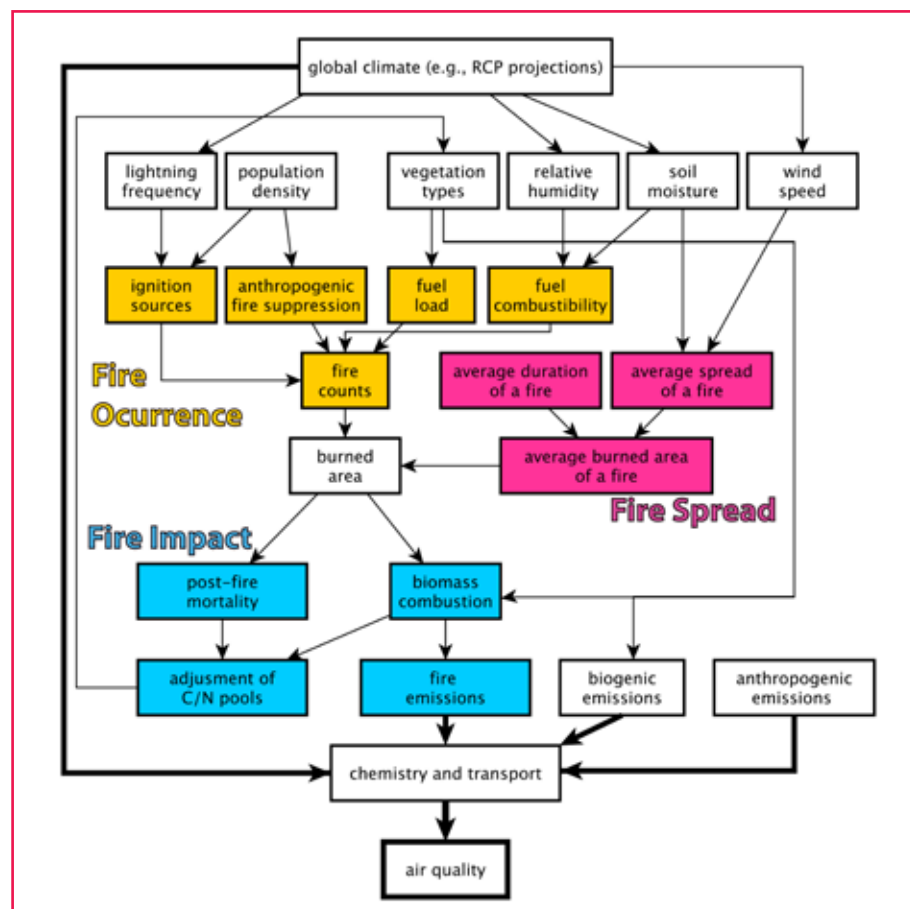 global climate (e.g., RCP projections)
lightning
frequency
population
density
vegetation
types
relative
humidity
soil
moisture
wind
speed
ignition
sources
anthropogenic
fire suppression
fuel
load
fuel
combustibility
Fire
Ocurrence
fire
counts
average duration
of a fire
average spread
of a fire
burned
area
average burned area
of a fire
Fire Spread
Fire Impact
post-fire
mortality
biomass
combustion
adjusment of
C/N pools
fire
emissions
biogenic
emissions
anthropogenic
emissions
chemistry and transport
air quality